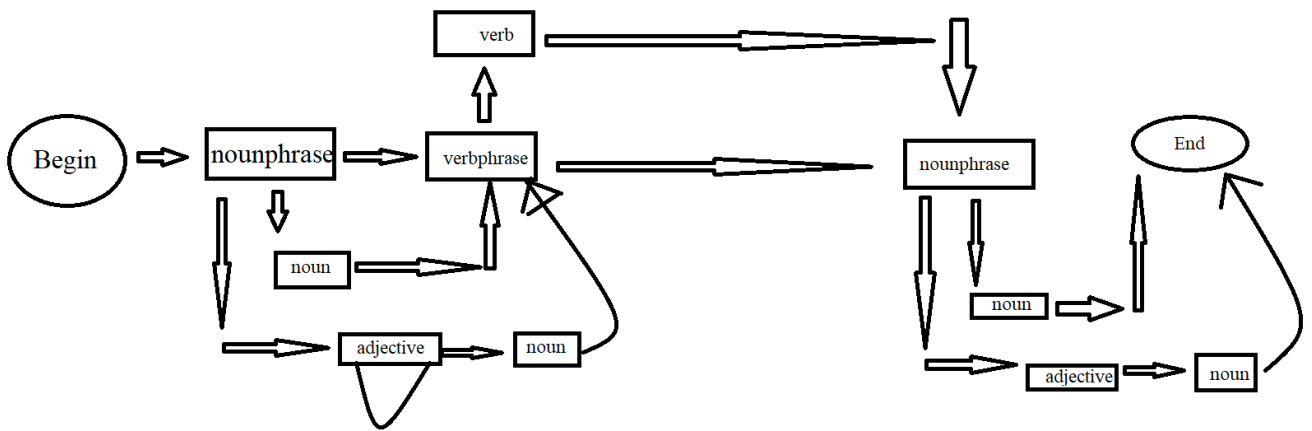 verb
Begin
nounphrase
verbphrase
nounphrase
End
noun
noun
adjective
noun
adjective
noun